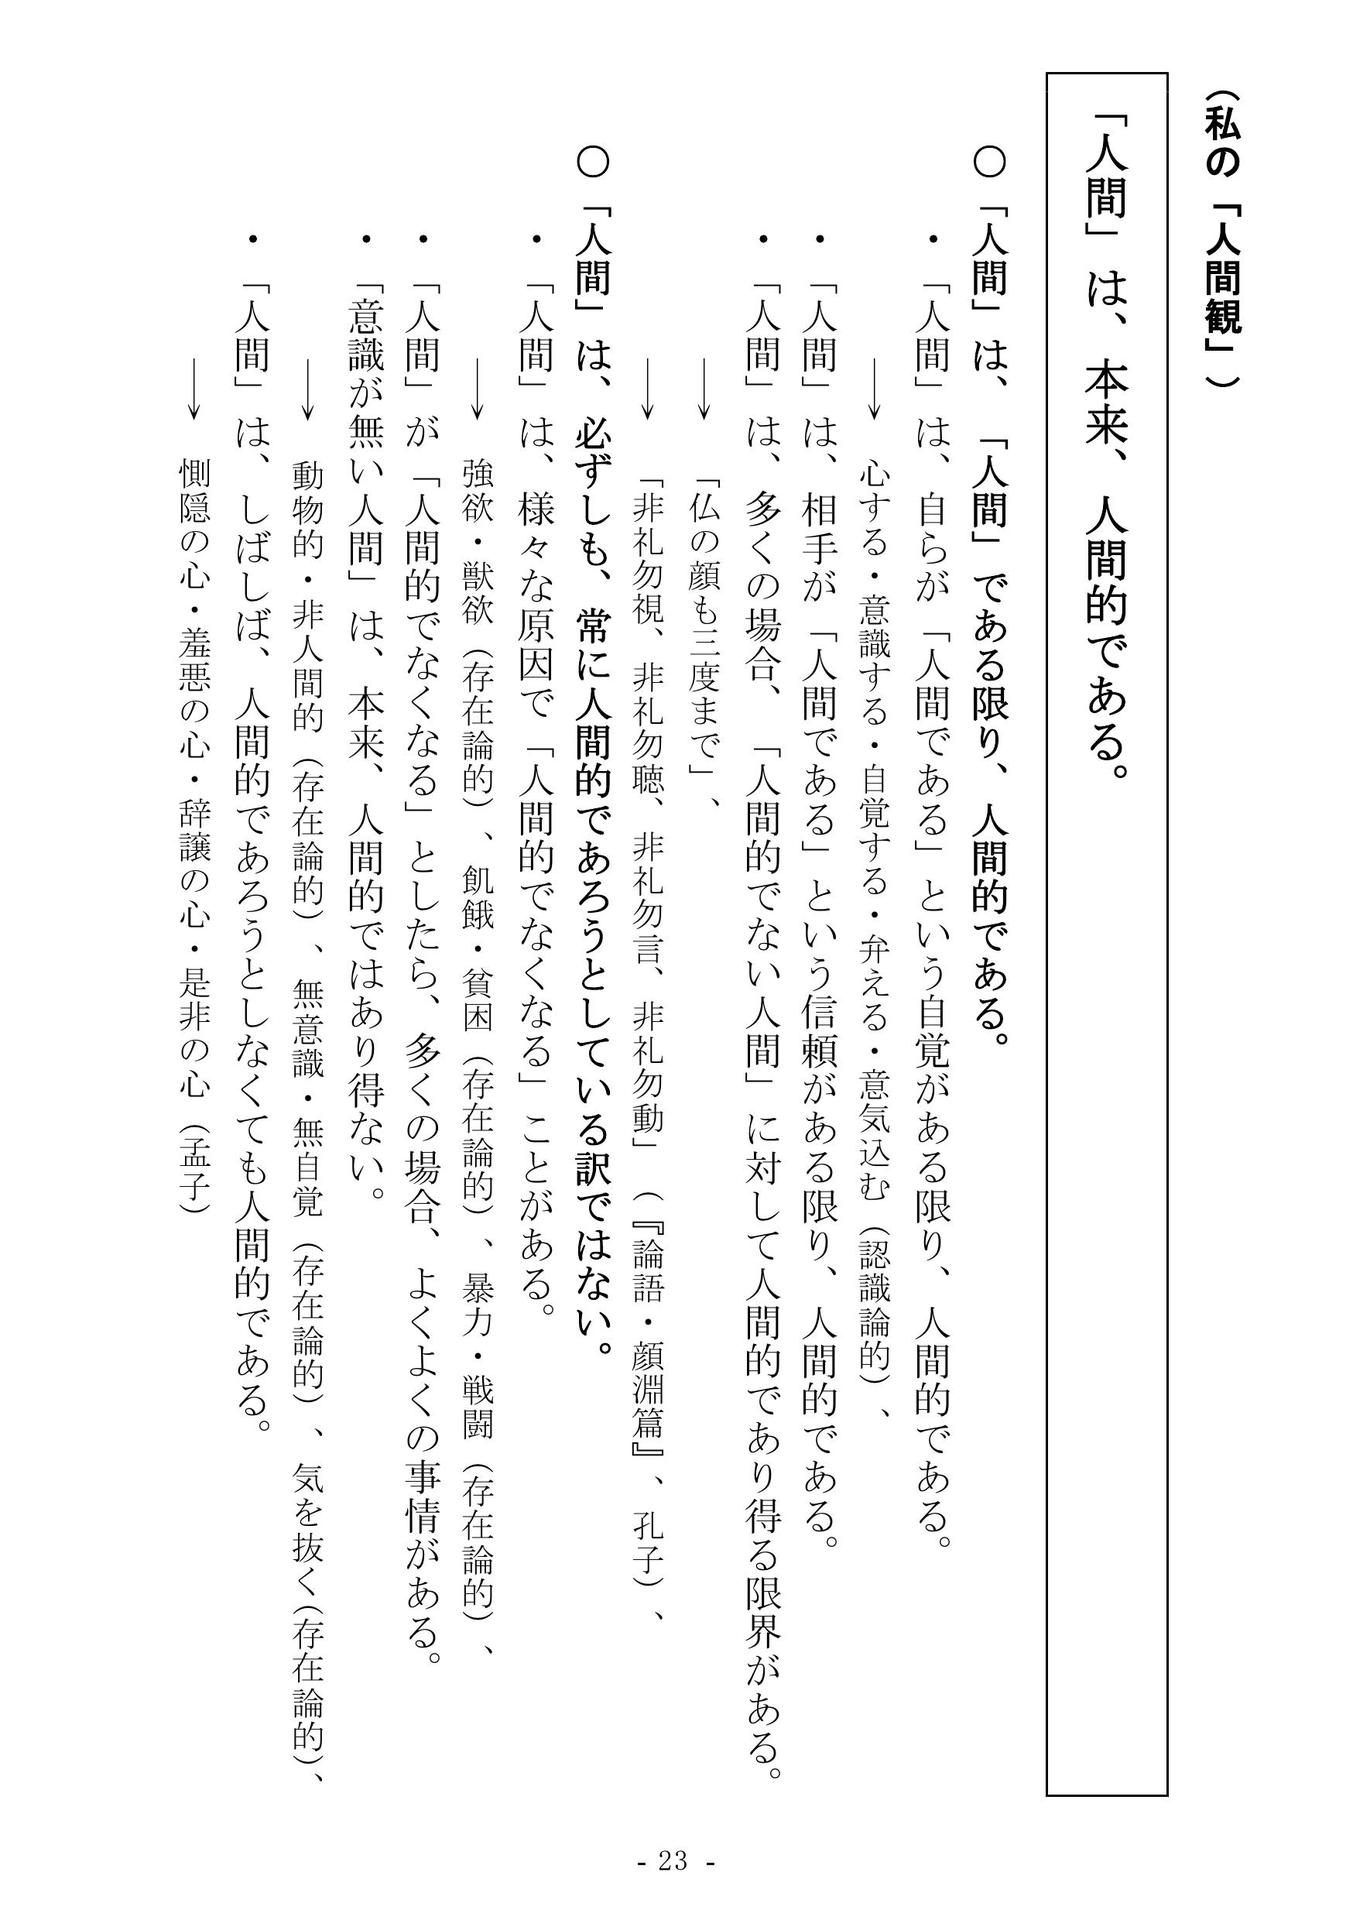 （私の「人間観」）
「人間」は、本来、人間的である。
○「人間」は、「人間」である限り、人間的である。
・「人間」は、自らが「人間である」という自覚がある限り、人間的である。
→心する・意識する・自覚する・弁える・意気込む（認識論的）、
・「人間」は、相手が「人間である」という信頼がある限り、人間的である。
・「人間」は、多くの場合、「人間的でない人間」に対して人間的であり得る限界がある。
→「仏の顔も三度まで」、
→「非礼勿視、非礼勿聴、非礼勿言、非礼勿動」（『論語・顔淵篇』、孔子）、
○「人間」は、必ずしも、常に人間的であろうとしている訳ではない。
・「人間」は、様々な原因で「人間的でなくなる」ことがある。
→強欲・獣欲（存在論的）、飢餓・貧困（存在論的）、暴力・戦闘（存在論的）、
・「人間」が「人間的でなくなる」としたら、多くの場合、よくよくの事情がある。
・「意識が無い人間」は、本来、人間的ではあり得ない。
→動物的・非人間的（存在論的）、無意識・無自覚（存在論的）、気を抜く（存在論的）、
・「人間」は、しばしば、人間的であろうとしなくても人間的である。
→惻隠の心・羞悪の心・辞譲の心・是非の心（孟子）
- 23 -